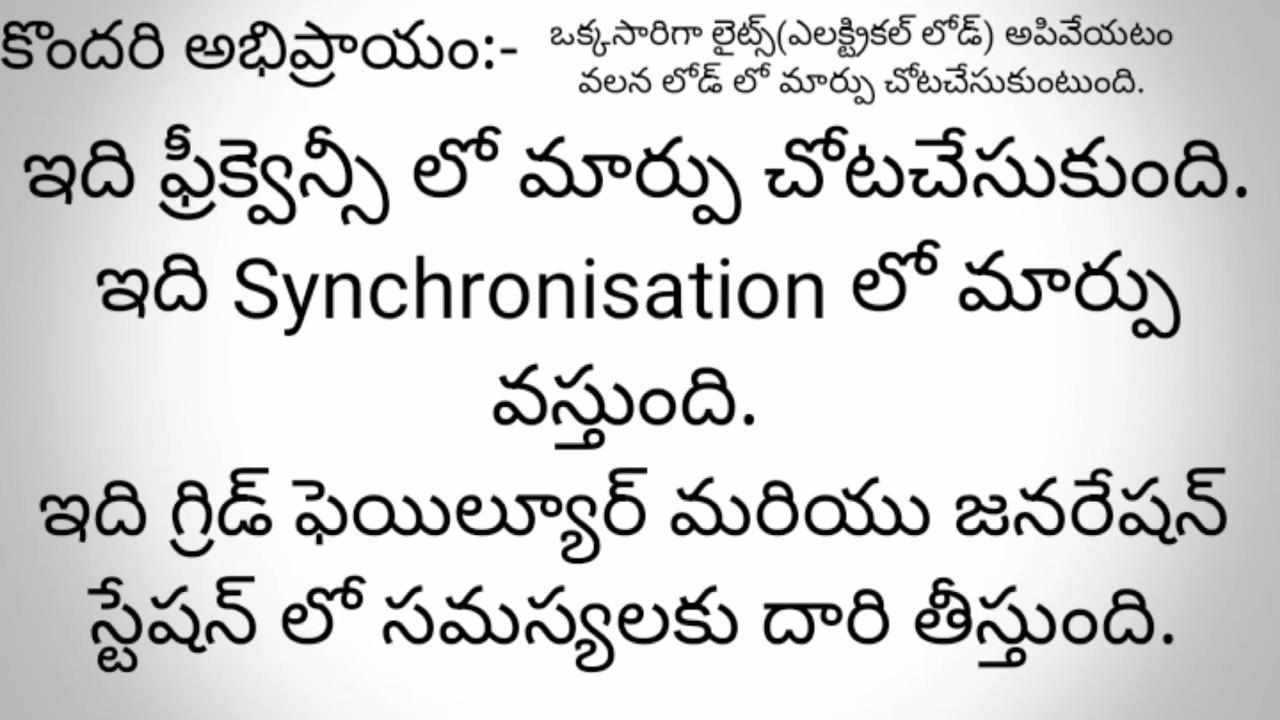 కొందరి అభిప్రాయం:-
ఒక్కసారిగా లైట్స్(ఎలక్ట్రికల్ లోడ్) అపివేయటం
వలన లోడ్ లో మార్పు చోటచేసుకుంటుంది.
ఇది ఫ్రీక్వెన్సీ లో మార్పు చోటచేసుకుంది.
ఇది Synchronisation లో మార్పు
వస్తుంది.
ఇది గ్రిడ్ ఫెయిల్యూర్ మరియు జనరేషన్
స్టేషన్ లో సమస్యలకు దారి తీస్తుంది.